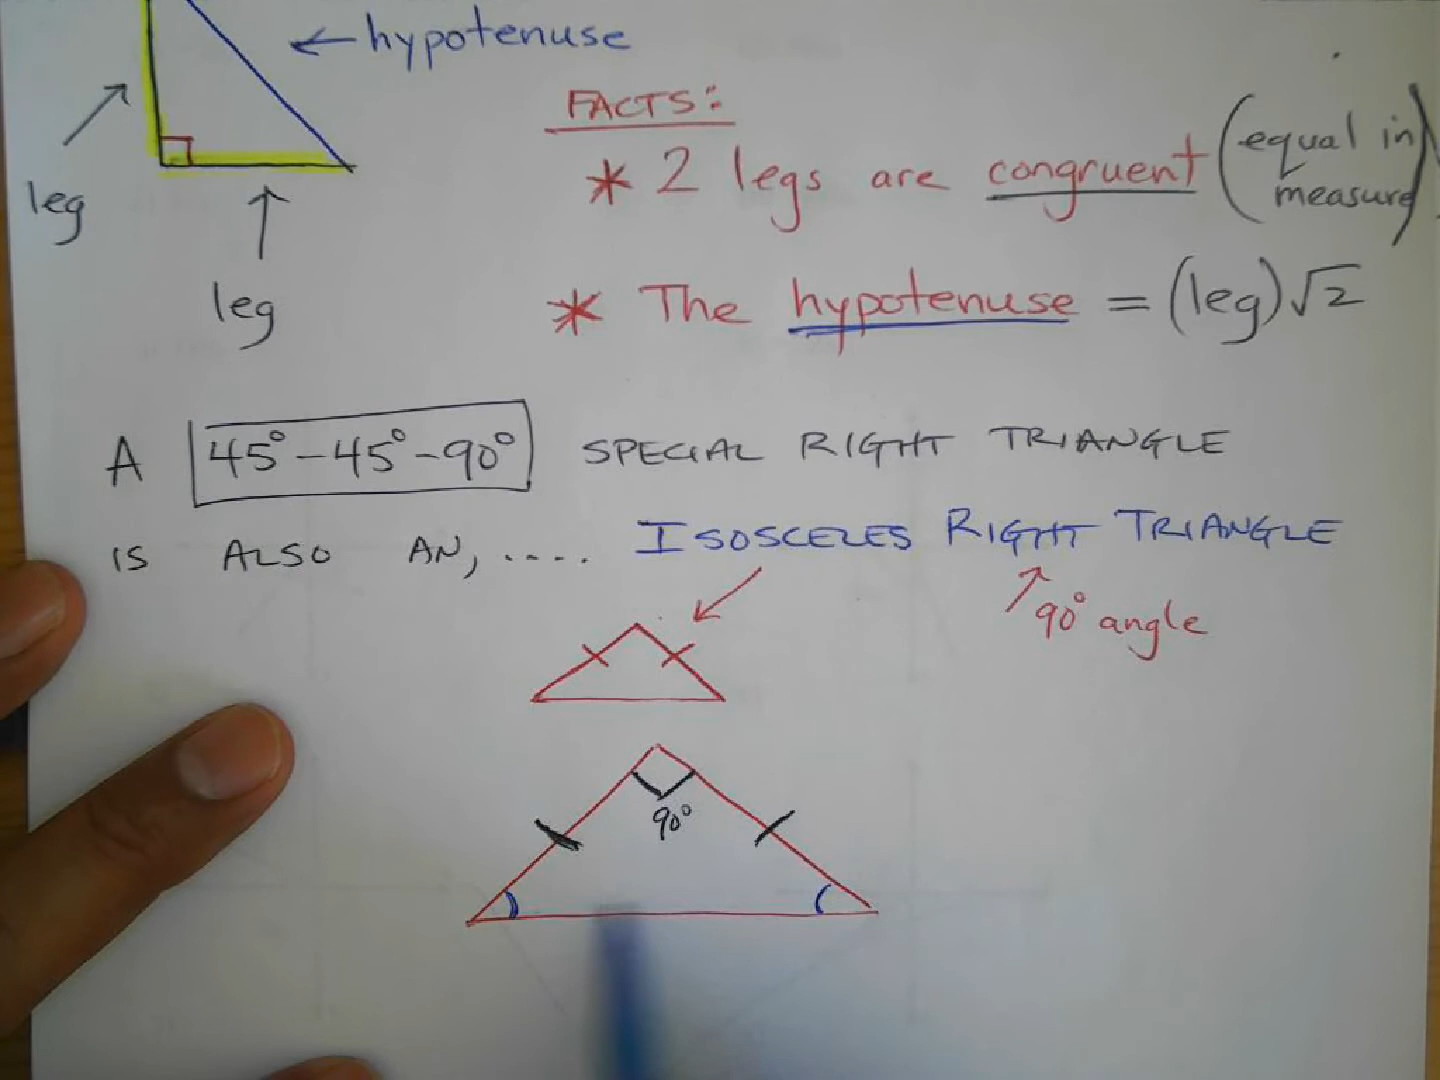 hypotenuse
leg
leg
FACTS:
* 2 legs are congruent (equal in measure)
* The hypotenuse = (leg)√2
A 45°-45°-90° SPECIAL RIGHT TRIANGLE
IS ALSO AN, .... ISOSCELES RIGHT TRIANGLE
90° angle
90°